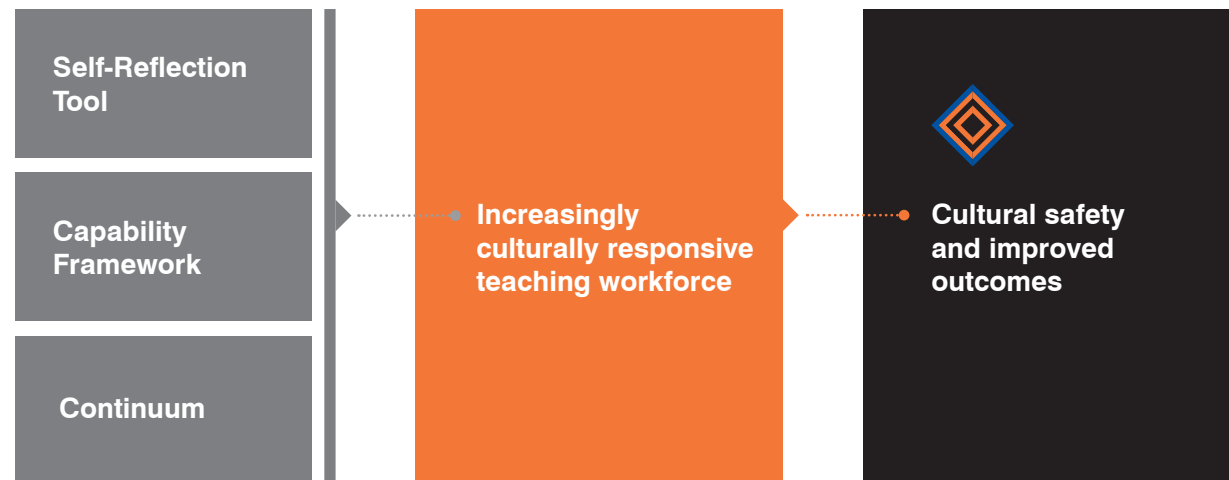 Self-Reflection
Tool
Capability
Framework
Continuum
Increasingly
culturally responsive
teaching workforce
Cultural safety
and improved
outcomes